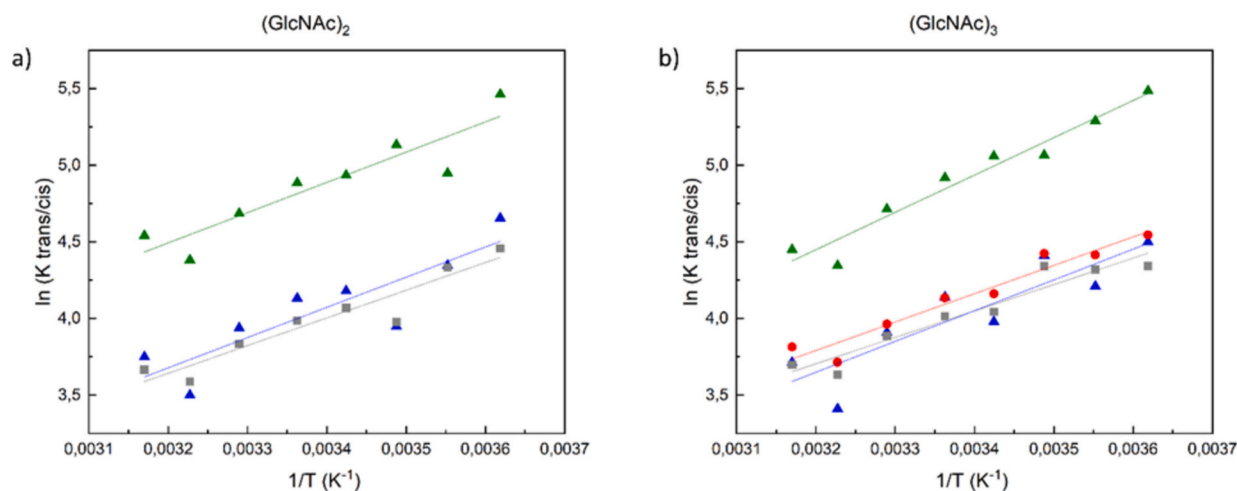 (GlcNAc)2
a)
5,5
5,0
4,5
4,0
3,5
ln (K trans/cis)
0,0031 0,0032 0,0033 0,0034 0,0035 0,0036 0,0037
1/T (K-1)
(GlcNAc)3
b)
5,5
5,0
4,5
4,0
3,5
ln (K trans/cis)
0,0031 0,0032 0,0033 0,0034 0,0035 0,0036 0,0037
1/T (K-1)